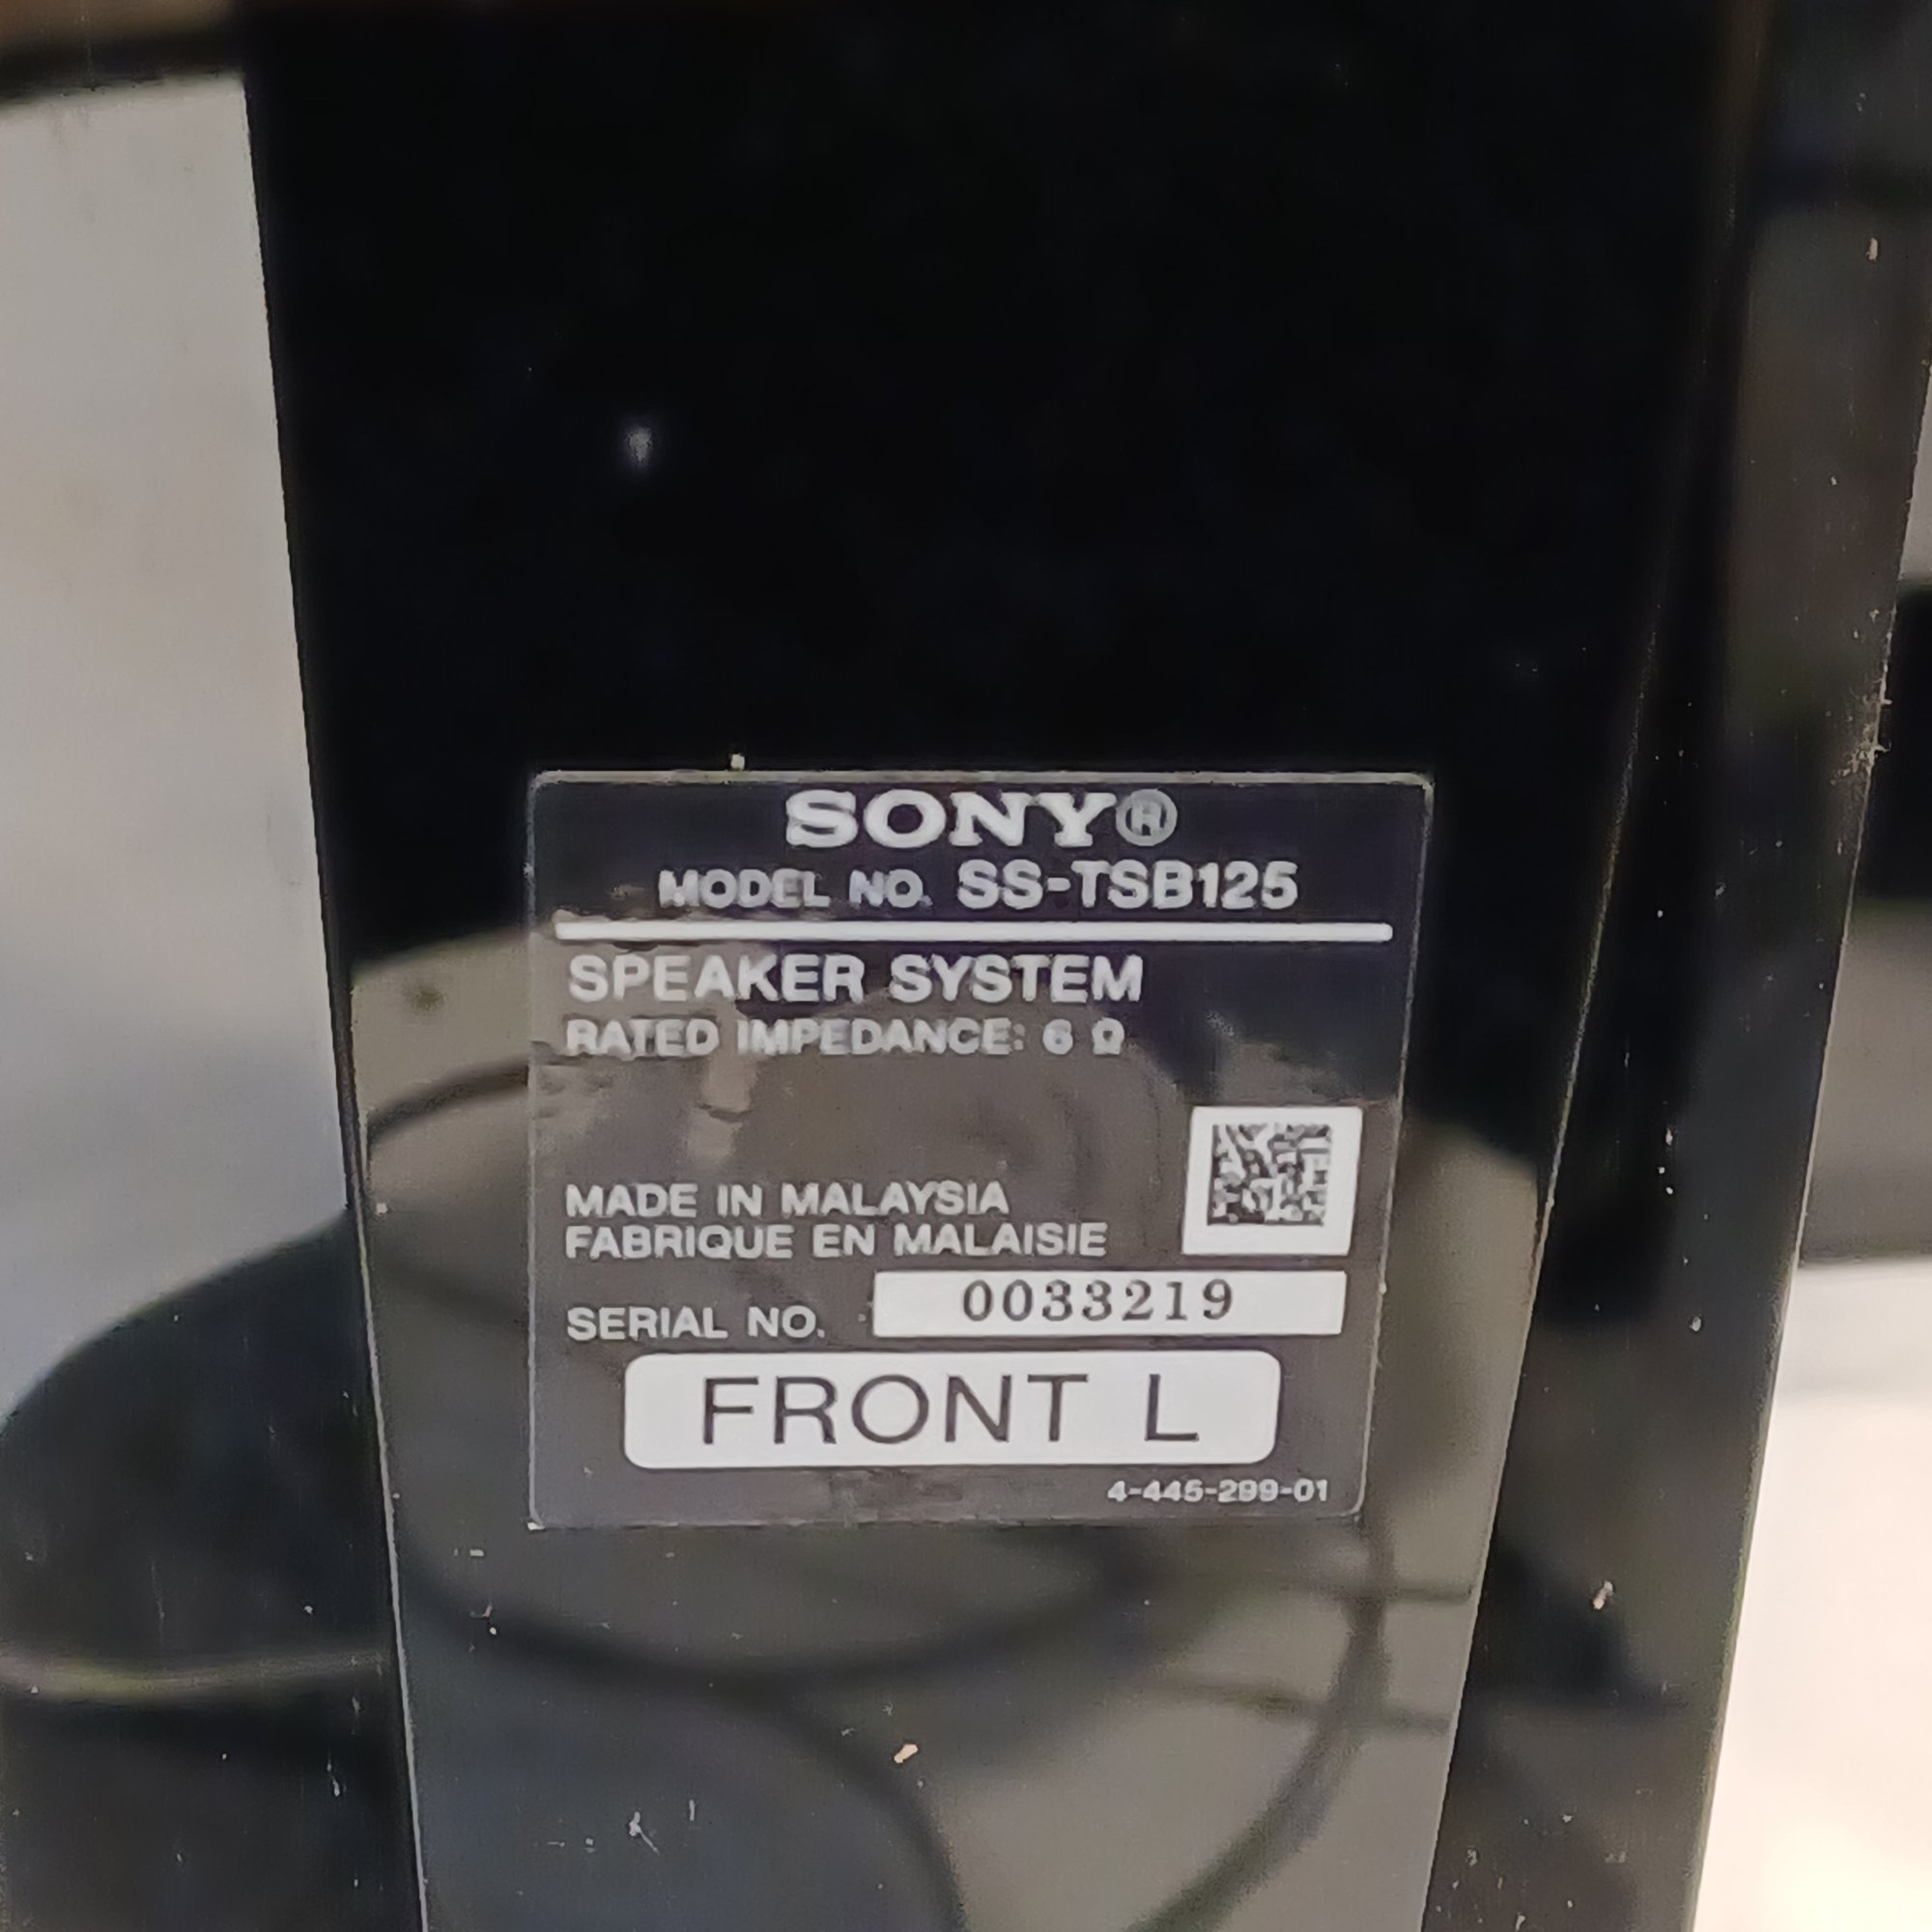 SONY®
MODEL NO. SS-TSB125
SPEAKER SYSTEM
RATED IMPEDANCE: 6 Ω
MADE IN MALAYSIA
FABRIQUE EN MALAISIE
SERIAL NO. 0033219
FRONT L
4-445-299-01